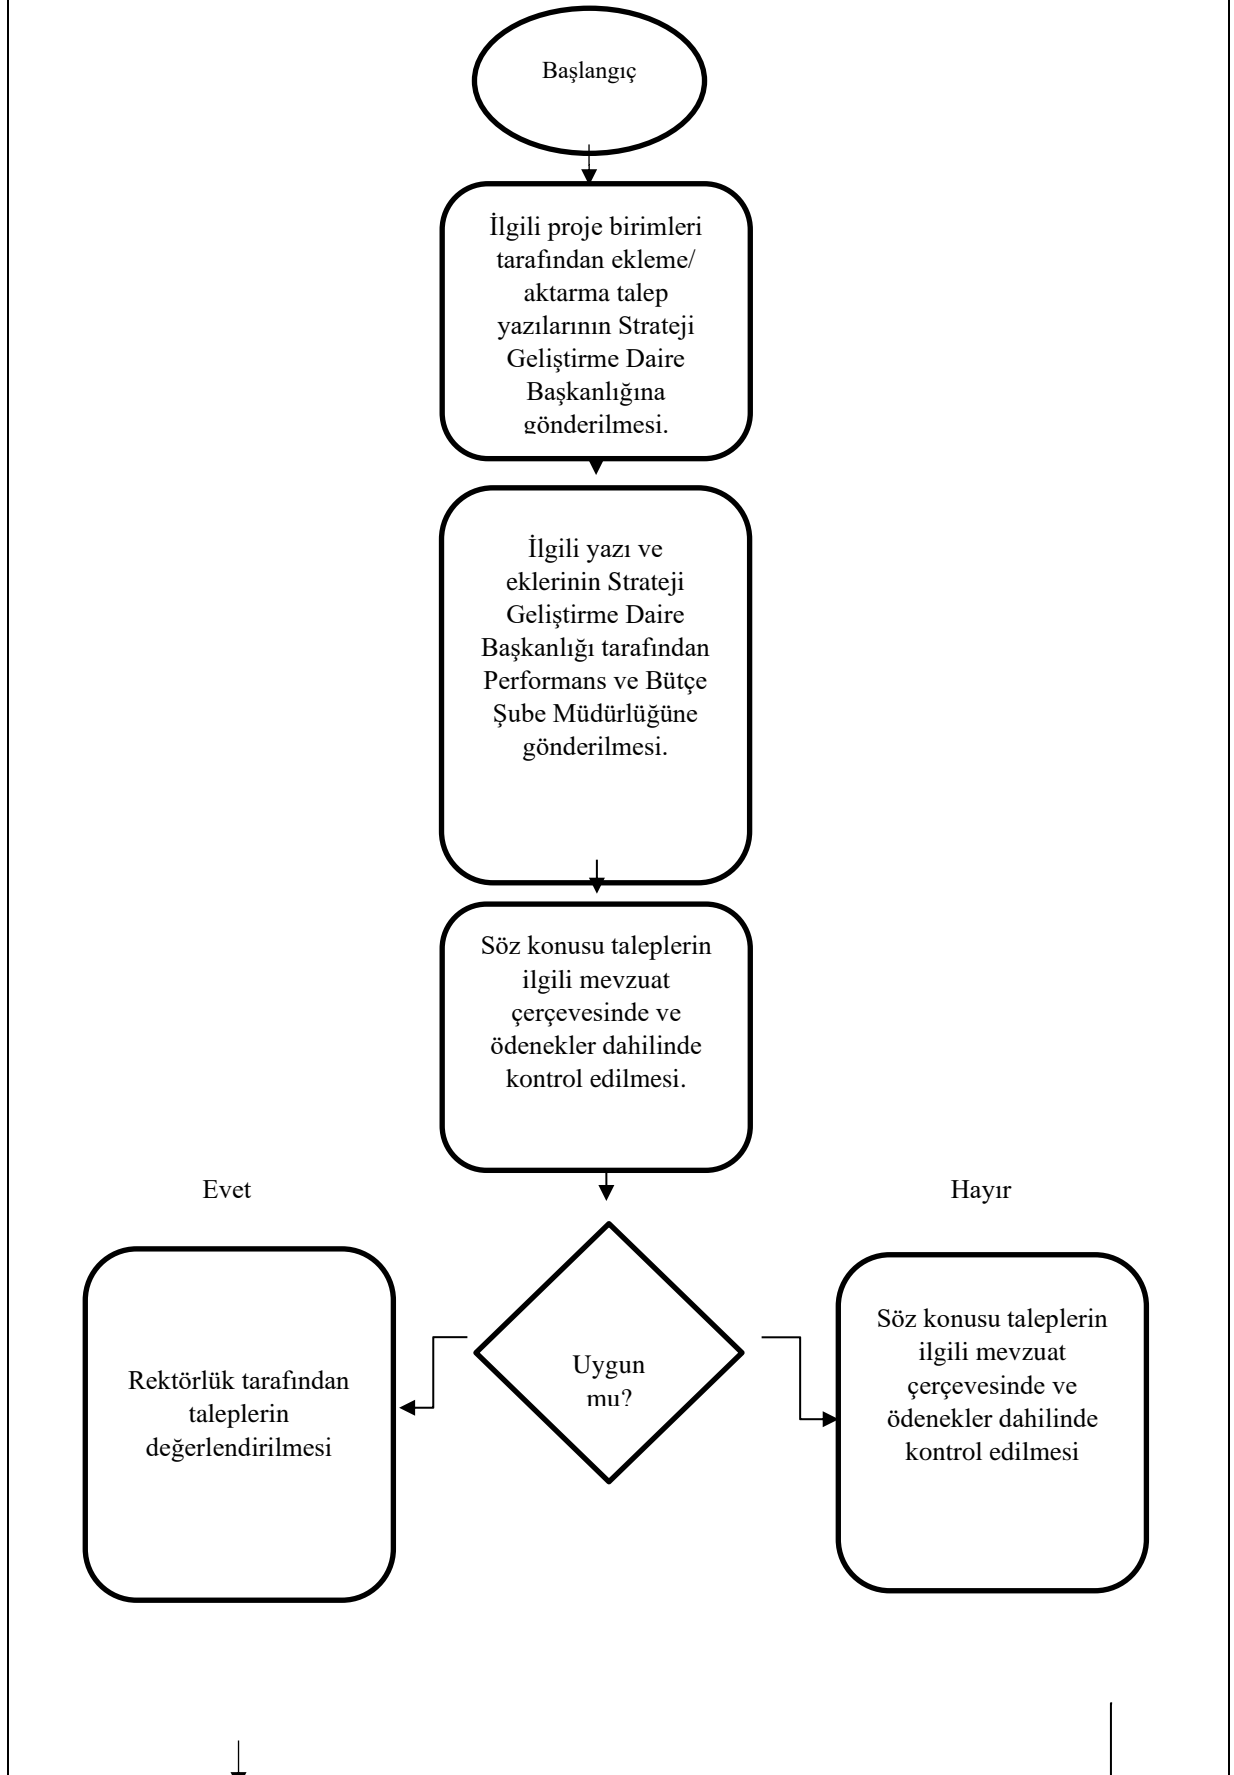 Başlangıç
İlgili proje birimleri
tarafından ekleme/
aktarma talep
yazılarının Strateji
Geliştirme Daire
Başkanlığına
gönderilmesi.
İlgili yazı ve
eklerinin Strateji
Geliştirme Daire
Başkanlığı tarafından
Performans ve Bütçe
Şube Müdürlüğüne
gönderilmesi.
Söz konusu taleplerin
ilgili mevzuat
çerçevesinde ve
ödenekler dahilinde
kontrol edilmesi.
Evet
Hayır
Rektörlük tarafından
taleplerin
değerlendirilmesi
Uygun
mu?
Söz konusu taleplerin
ilgili mevzuat
çerçevesinde ve
ödenekler dahilinde
kontrol edilmesi